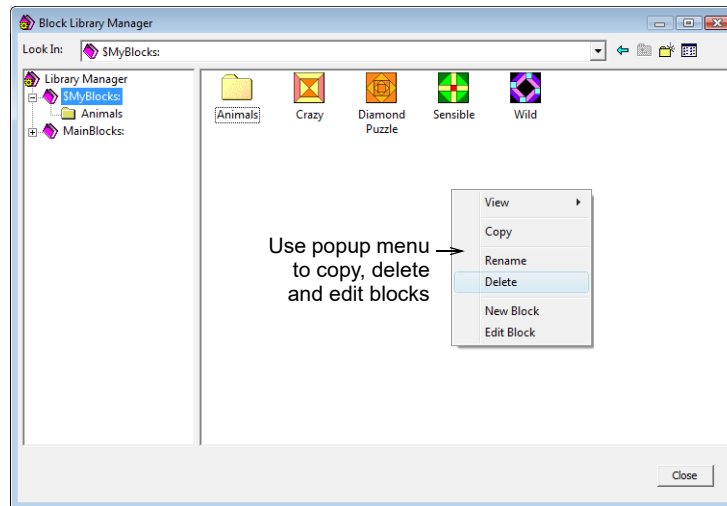 Block Library Manager
Look In: $MyBlocks:
Library Manager
$MyBlocks:
Animals
MainBlocks:
Animals Crazy Diamond Sensible Wild
Puzzle
View
Copy
Rename
Delete
New Block
Edit Block
Use popup menu
to copy, delete
and edit blocks
Close